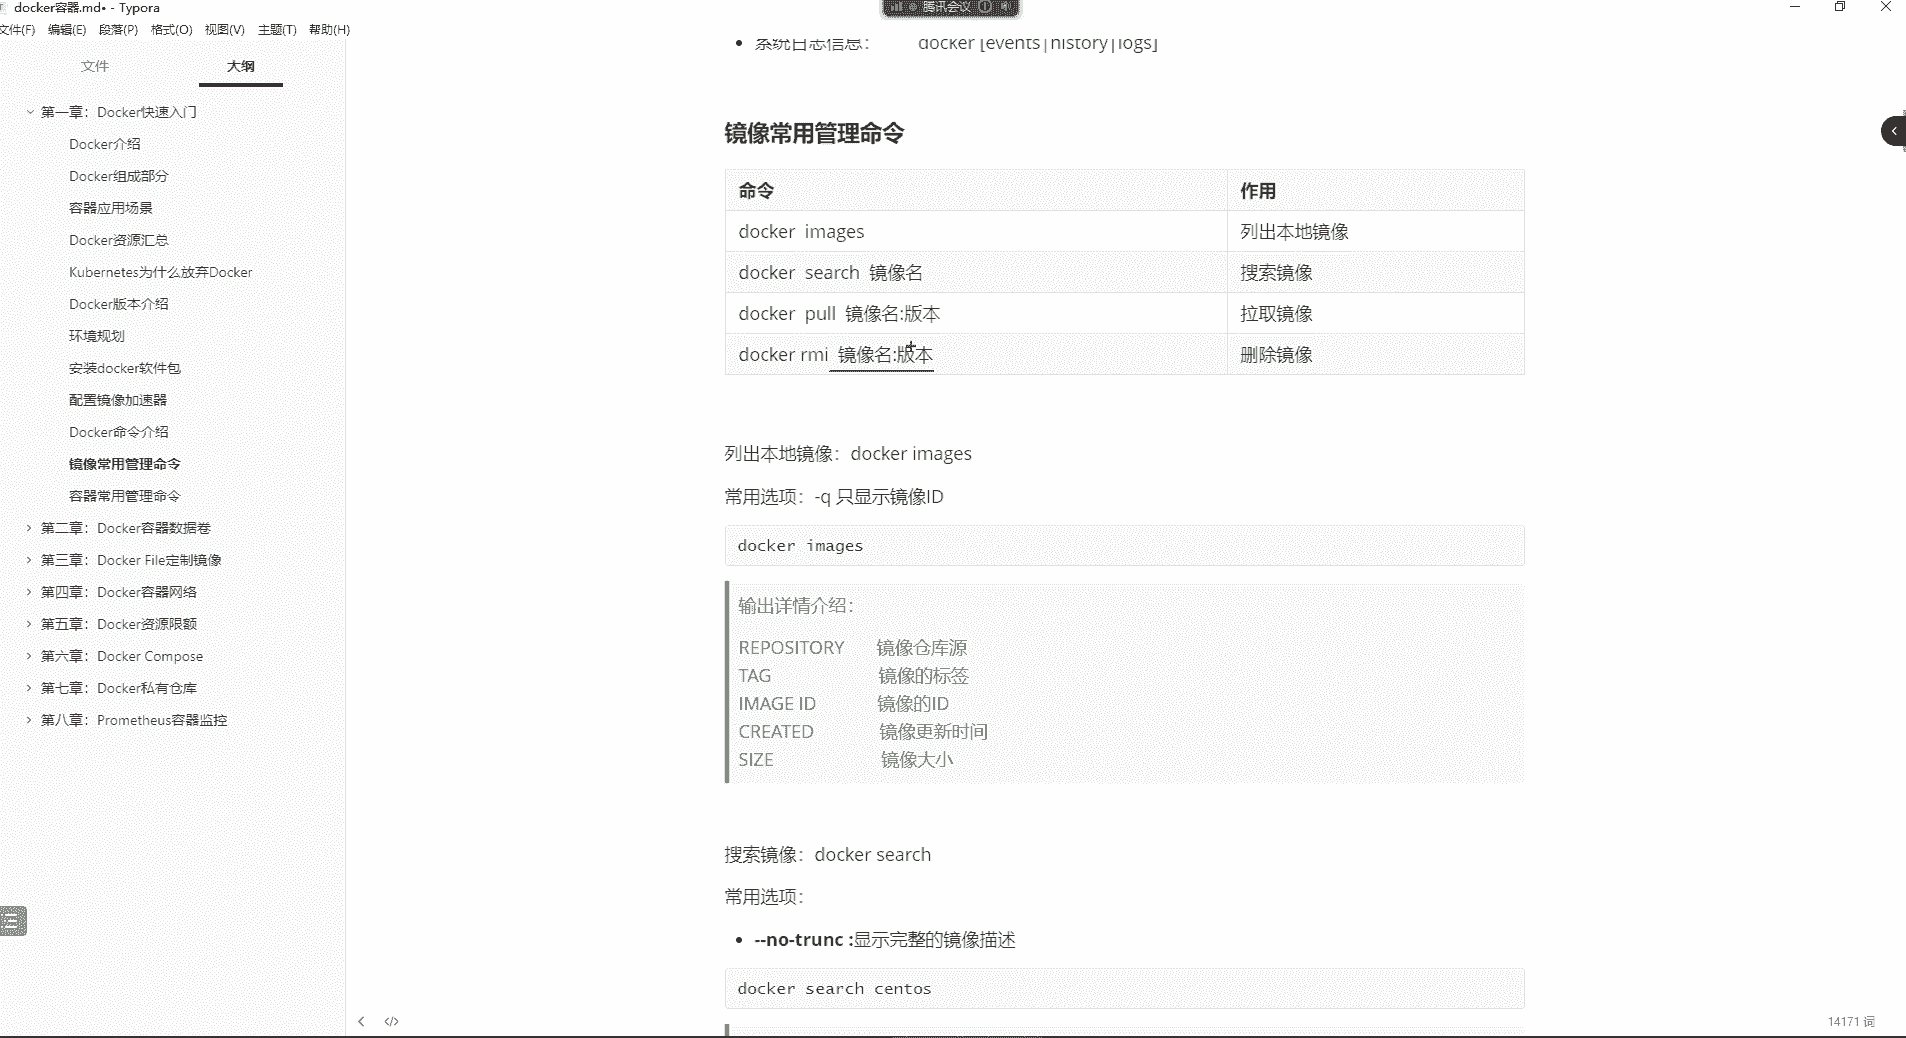 docker容器.md• - Typora
腾讯会议
文件(F) 编辑(E) 段落(P) 格式(O) 视图(V) 主题(T) 帮助(H)
文件 大纲
第一章：Docker快速入门
Docker介绍
Docker组成部分
容器应用场景
Docker资源汇总
Kubernetes为什么放弃Docker
Docker版本介绍
环境规划
安装docker软件包
配置镜像加速器
Docker命令介绍
镜像常用管理命令
容器常用管理命令
第二章：Docker容器数据卷
第三章：Docker File定制镜像
第四章：Docker容器网络
第五章：Docker资源限额
第六章：Docker Compose
第七章：Docker私有仓库
第八章：Prometheus容器监控
系统日志信息： docker [events|history|logs]
镜像常用管理命令
命令 作用
docker images 列出本地镜像
docker search 镜像名 搜索镜像
docker pull 镜像名:版本 拉取镜像
docker rmi 镜像名:版本 删除镜像
列出本地镜像：docker images
常用选项：-q 只显示镜像ID
docker images
输出详情介绍：
REPOSITORY 镜像仓库源
TAG 镜像的标签
IMAGE ID 镜像的ID
CREATED 镜像更新时间
SIZE 镜像大小
搜索镜像：docker search
常用选项：
--no-trunc :显示完整的镜像描述
docker search centos
14171 词